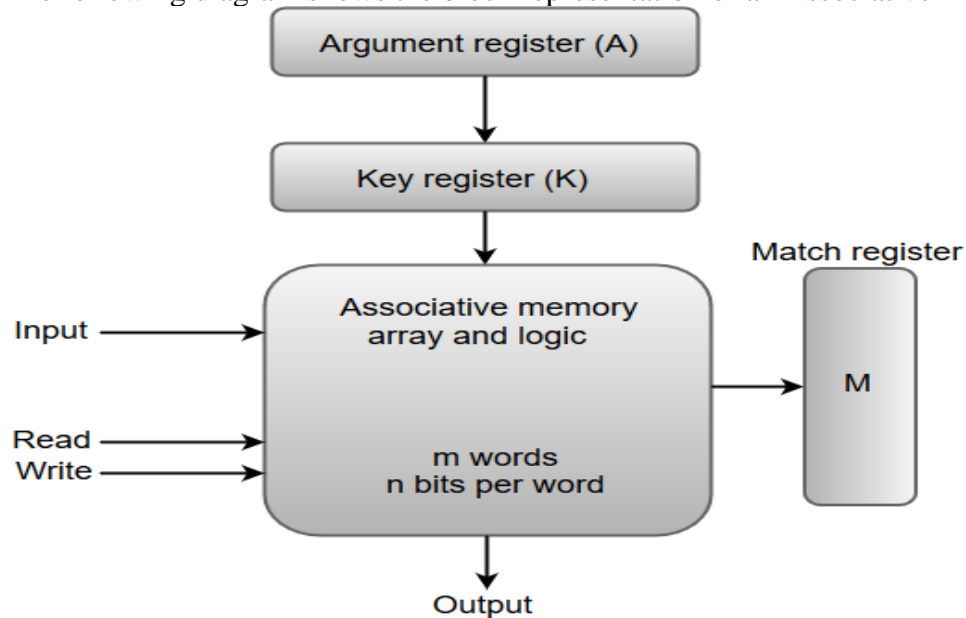 Argument register (A)
Key register (K)
Match register
Associative memory
array and logic
Input
M
Read
Write
m words
n bits per word
Output